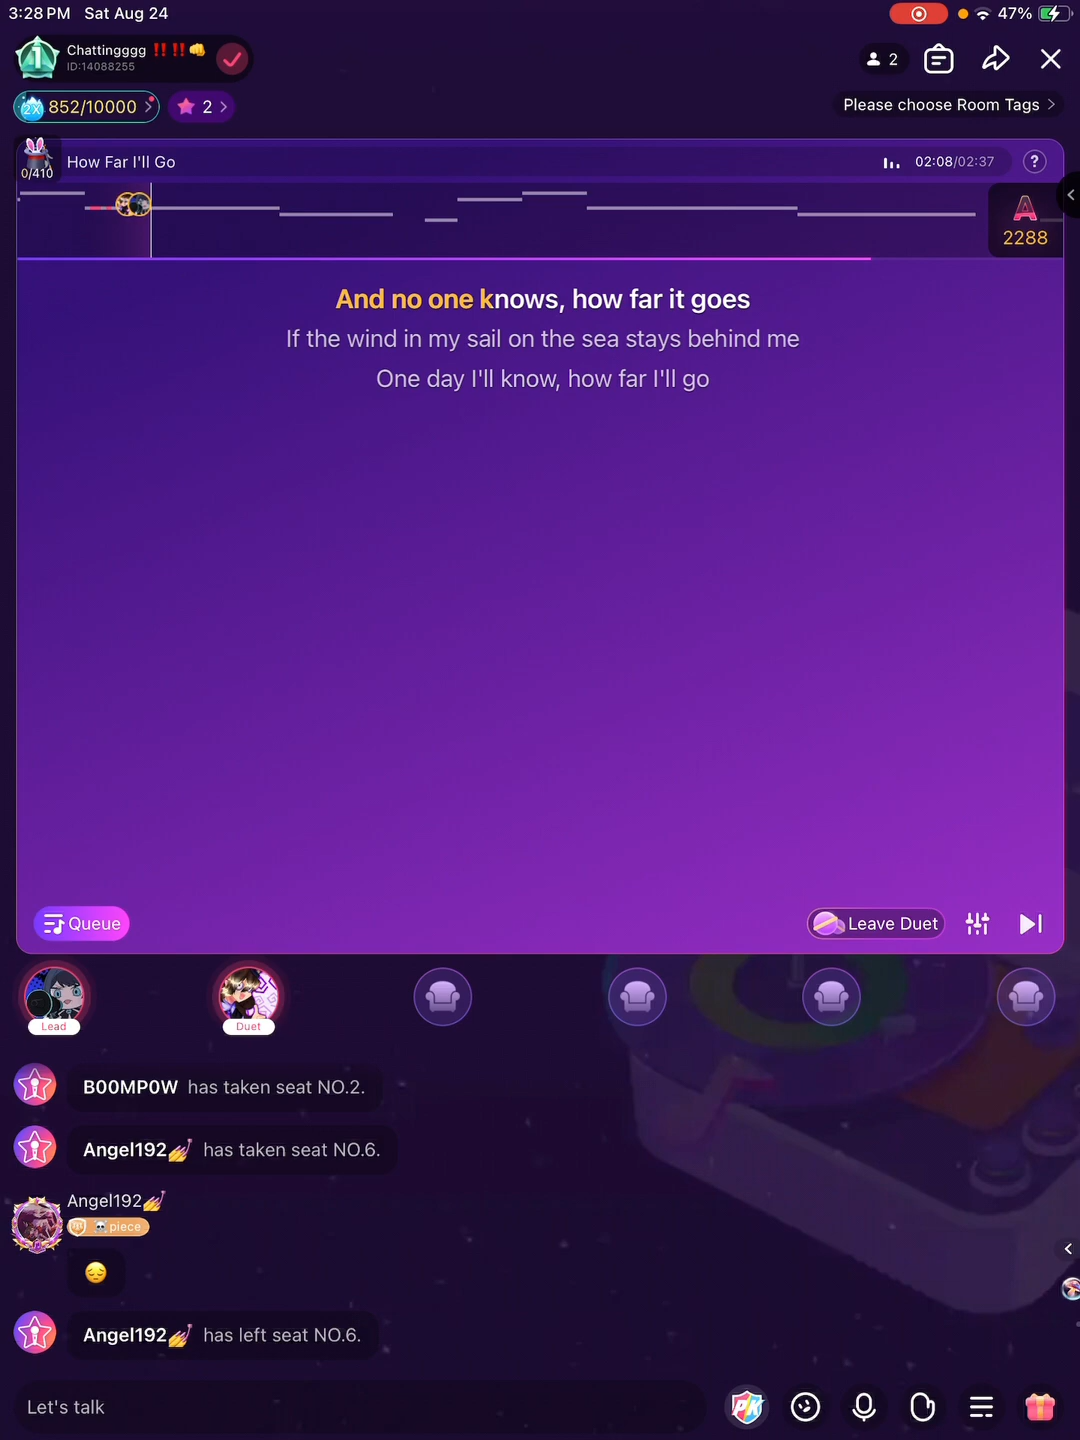 3:28 PM Sat Aug 24
47%
Chattingggg ‼️‼️👊
ID:14088255
2
2X 852/10000 >
2 >
Please choose Room Tags >
0/410
How Far I'll Go
02:08/02:37
?
A
2288
And no one knows, how far it goes
If the wind in my sail on the sea stays behind me
One day I'll know, how far I'll go
Queue
Leave Duet
Lead
Duet
B00MP0W has taken seat NO.2.
Angel192💅 has taken seat NO.6.
Angel192💅
☠️piece
😔
Angel192💅 has left seat NO.6.
Let's talk
PK